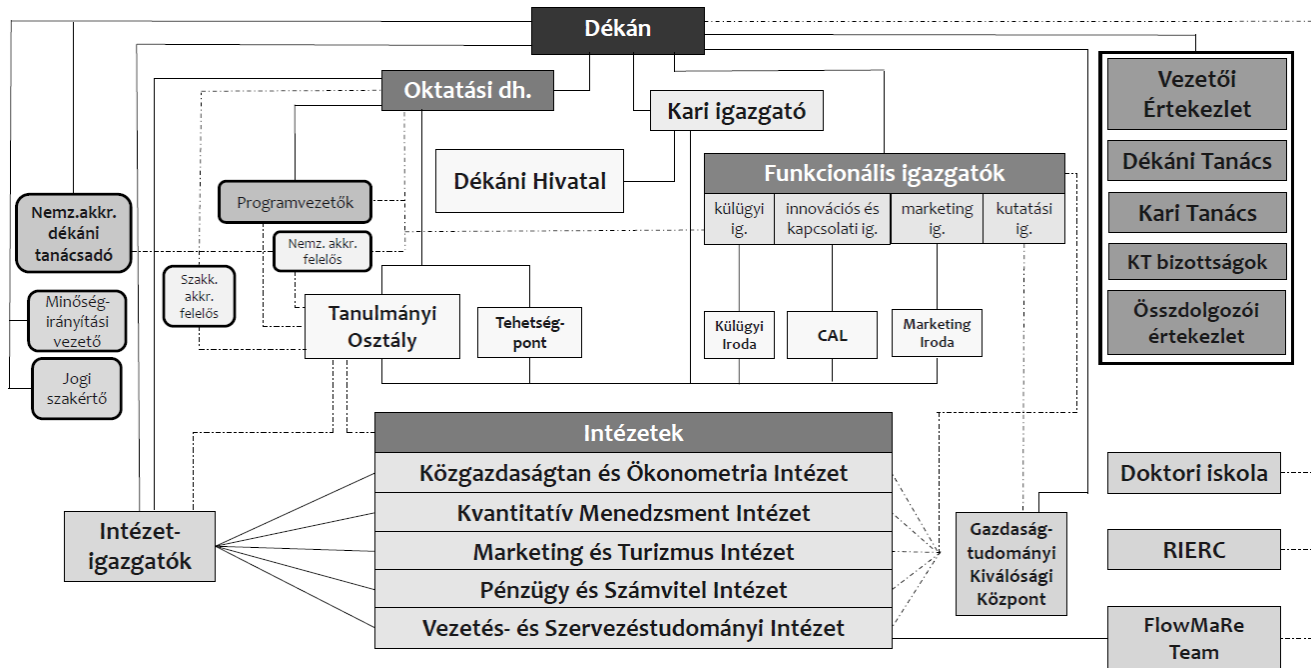 Dékán
Oktatási dh.
Kari igazgató
Dékáni Hivatal
Vezetői
Értekezlet
Dékáni Tanács
Kari Tanács
KT bizottságok
Összdolgozói
értekezlet
Funkcionális igazgatók
külügyi
ig.
innovációs és
kapcsolati ig.
marketing
ig.
kutatási
ig.
Programvezetők
Nemz.akkr.
dékáni
tanácsadó
Nemz. akkr.
felelős
Szakk.
akkr.
felelős
Minőség-
irányítási
vezető
Jogi
szakértő
Tanulmányi
Osztály
Tehetség-
pont
Külügyi
Iroda
CAL
Marketing
Iroda
Intézetek
Közgazdaságtan és Ökonometria Intézet
Kvantitatív Menedzsment Intézet
Marketing és Turizmus Intézet
Pénzügy és Számvitel Intézet
Vezetés- és Szervezéstudományi Intézet
Intézet-
igazgatók
Gazdaság-
tudományi
Kiválósági
Központ
Doktori iskola
RIERC
FlowMaRe
Team